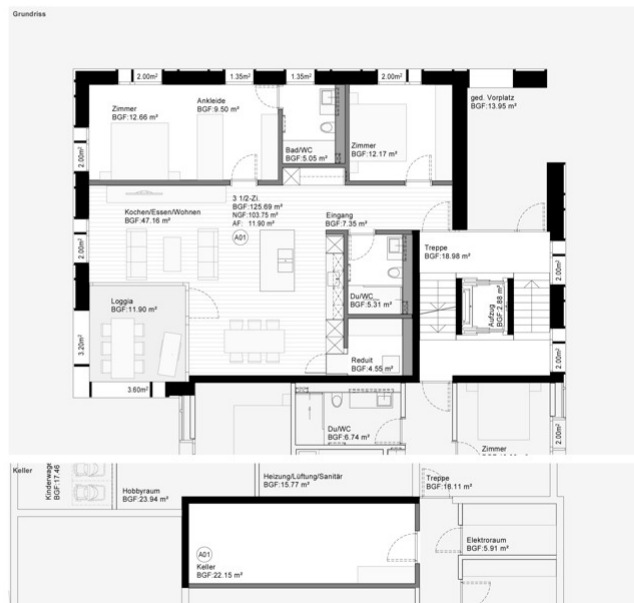 Grundriss
2.00m²
1.35m²
1.35m²
2.00m²
ged. Vorplatz
BGF:13.95 m²
Zimmer
BGF:12.66 m²
Ankleide
BGF:9.50 m²
Bad/WC
BGF:5.05 m²
Zimmer
BGF:12.17 m²
2.00m²
3 1/2-Zi.
BGF:125.69 m²
NGF:103.75 m²
AF: 11.90 m²
A01
Kochen/Essen/Wohnen
BGF:47.16 m²
Eingang
BGF:7.35 m²
2.00m²
Treppe
BGF:18.98 m²
2.00m²
Aufzug
BGF:2.88 m²
Du/WC
BGF:5.31 m²
Loggia
BGF:11.90 m²
3.20m²
Reduit
BGF:4.55 m²
2.00m²
3.60m²
Du/WC
BGF:6.74 m²
Zimmer
2.00m²
Keller
Kinderwage
BGF:17.46
Hobbyraum
BGF:23.94 m²
Heizung/Lüftung/Sanitär
BGF:15.77 m²
Treppe
BGF:16.11 m²
Elektroraum
BGF:5.91 m²
A01
Keller
BGF:22.15 m²